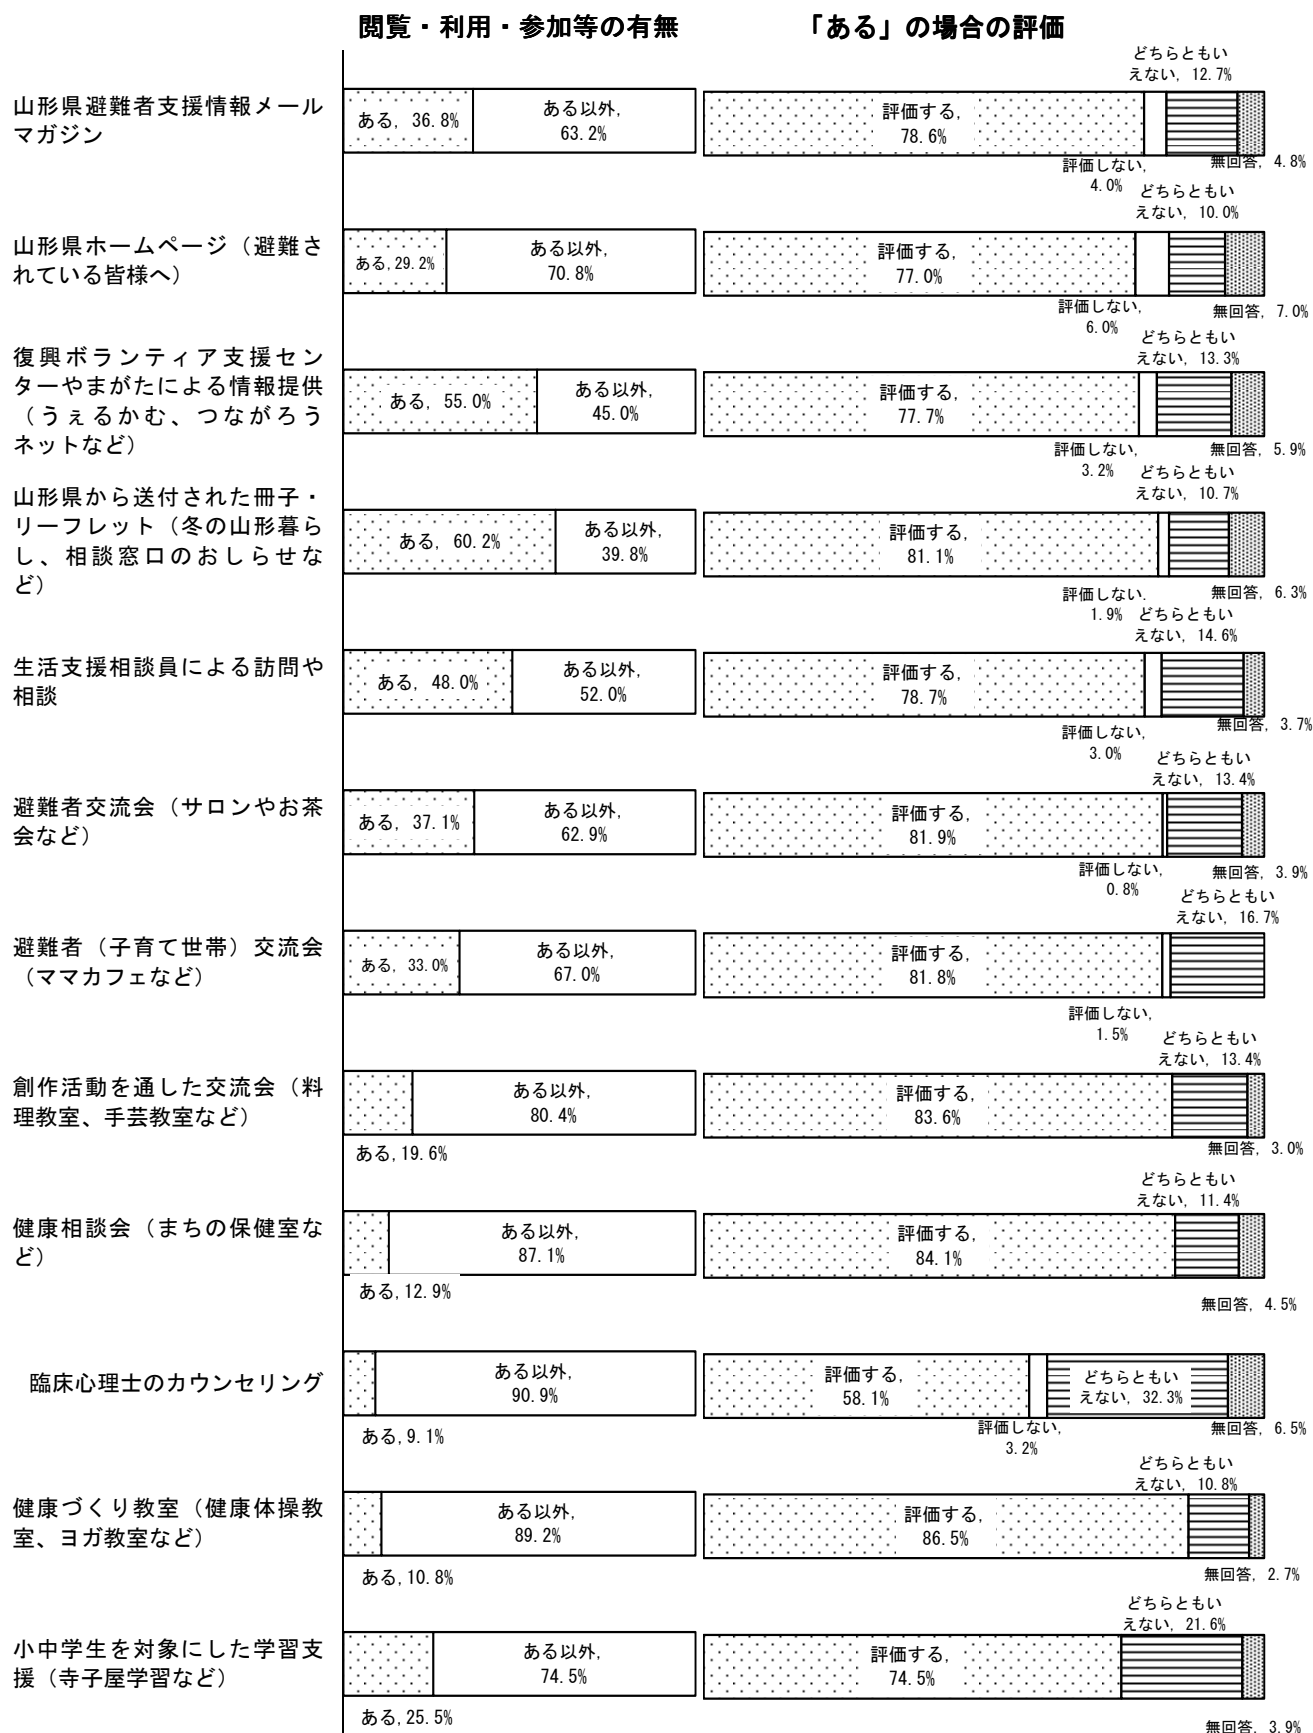 閲覧・利用・参加等の有無
「ある」の場合の評価
山形県避難者支援情報メール
マガジン
ある, 36.8%
ある以外,
63.2%
評価する,
78.6%
評価しない,
4.0%
どちらともい
えない, 12.7%
無回答, 4.8%
山形県ホームページ（避難さ
れている皆様へ）
ある,29.2%
ある以外,
70.8%
評価する,
77.0%
評価しない,
6.0%
どちらともい
えない, 10.0%
無回答, 7.0%
復興ボランティア支援セン
ターやまがたによる情報提供
（うぇるかむ、つながろう
ネットなど）
ある, 55.0%
ある以外,
45.0%
評価する,
77.7%
評価しない,
3.2%
どちらともい
えない, 13.3%
無回答, 5.9%
山形県から送付された冊子・
リーフレット（冬の山形暮ら
し、相談窓口のおしらせな
ど）
ある, 60.2%
ある以外,
39.8%
評価する,
81.1%
評価しない.
1.9%
どちらともい
えない, 10.7%
無回答, 6.3%
生活支援相談員による訪問や
相談
ある, 48.0%
ある以外,
52.0%
評価する,
78.7%
評価しない,
3.0%
どちらともい
えない, 14.6%
無回答, 3.7%
避難者交流会（サロンやお茶
会など）
ある, 37.1%
ある以外,
62.9%
評価する,
81.9%
評価しない,
0.8%
どちらともい
えない, 13.4%
無回答, 3.9%
避難者（子育て世帯）交流会
（ママカフェなど）
ある, 33.0%
ある以外,
67.0%
評価する,
81.8%
評価しない,
1.5%
どちらともい
えない, 16.7%
創作活動を通した交流会（料
理教室、手芸教室など）
ある,19.6%
ある以外,
80.4%
評価する,
83.6%
どちらともい
えない, 13.4%
無回答, 3.0%
健康相談会（まちの保健室な
ど）
ある,12.9%
ある以外,
87.1%
評価する,
84.1%
どちらともい
えない, 11.4%
無回答, 4.5%
臨床心理士のカウンセリング
ある,9.1%
ある以外,
90.9%
評価する,
58.1%
評価しない,
3.2%
どちらともい
えない, 32.3%
無回答, 6.5%
健康づくり教室（健康体操教
室、ヨガ教室など）
ある,10.8%
ある以外,
89.2%
評価する,
86.5%
どちらともい
えない, 10.8%
無回答, 2.7%
小中学生を対象にした学習支
援（寺子屋学習など）
ある,25.5%
ある以外,
74.5%
評価する,
74.5%
どちらともい
えない, 21.6%
無回答, 3.9%